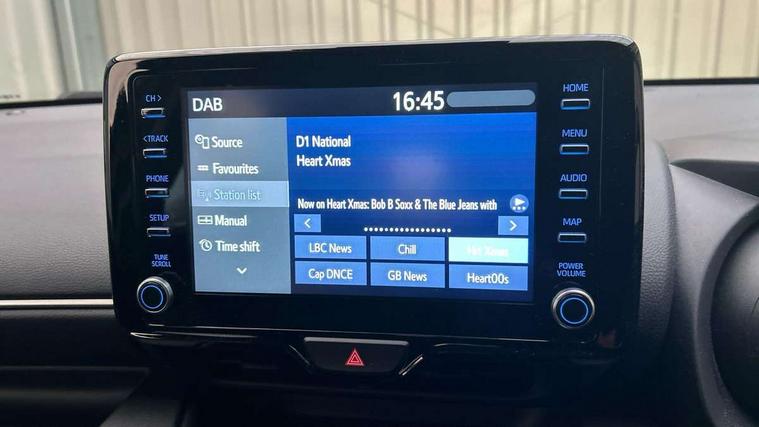 DAB
16:45
CH >
< TRACK
PHONE
SETUP
TUNE
SCROLL
Source
Favourites
Station list
Manual
Time shift
D1 National
Heart Xmas
Now on Heart Xmas: Bob B Soxx & The Blue Jeans with
LBC News
Chill
Hrt Xmas
Cap DNCE
GB News
Heart00s
HOME
MENU
AUDIO
MAP
POWER
VOLUME